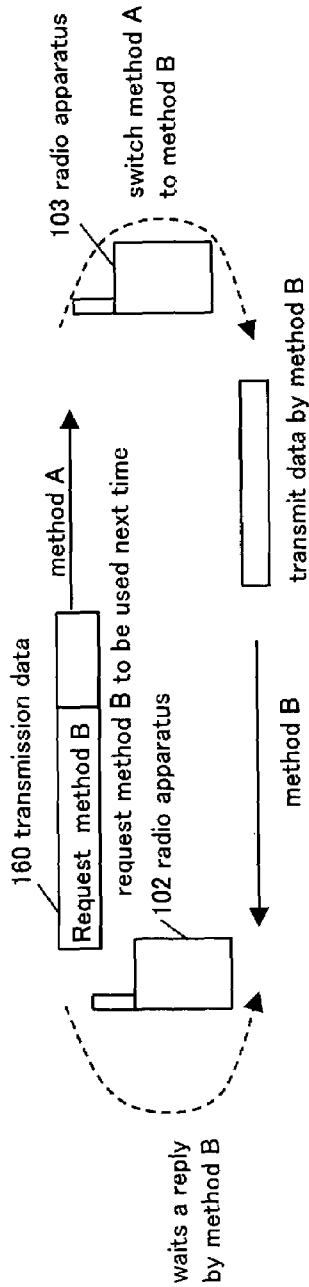 160 transmission data
Request method B
method A
request method B to be used next time
102 radio apparatus
103 radio apparatus
switch method A
to method B
waits a reply
by method B
method B
transmit data by method B